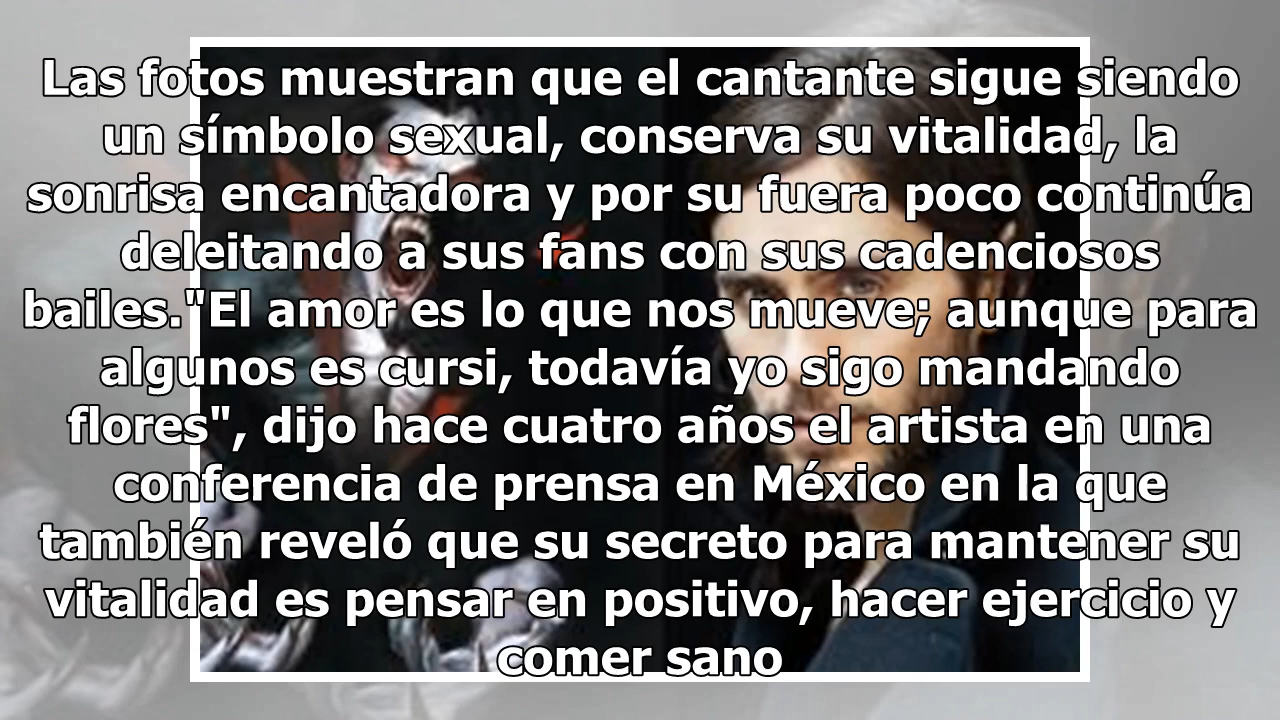 Las fotos muestran que el cantante sigue siendo
un símbolo sexual, conserva su vitalidad, la
sonrisa encantadora y por su fuera poco continúa
deleitando a sus fans con sus cadenciosos
bailes."El amor es lo que nos mueve; aunque para
algunos es cursi, todavía yo sigo mandando
flores", dijo hace cuatro años el artista en una
conferencia de prensa en México en la que
también reveló que su secreto para mantener su
vitalidad es pensar en positivo, hacer ejercicio y
comer sano